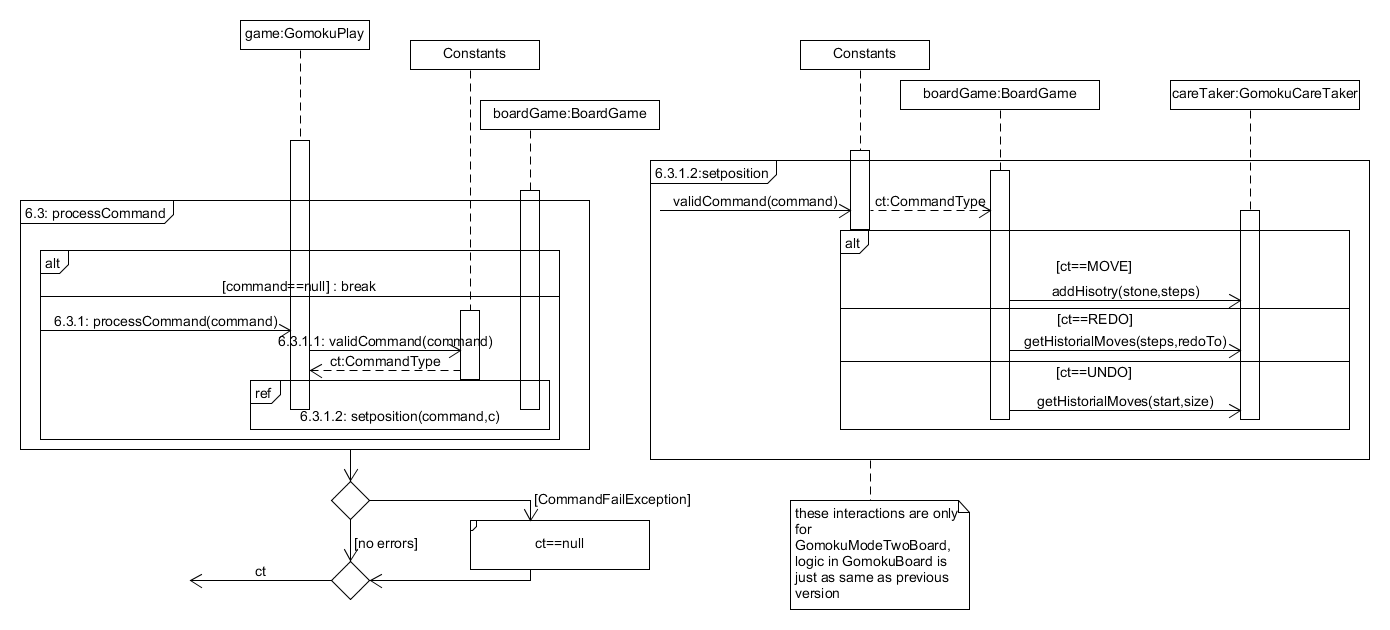 game:GomokuPlay
Constants
boardGame:BoardGame
6.3: processCommand
alt
[command==null] : break
6.3.1: processCommand(command)
6.3.1.1: validCommand(command)
ct:CommandType
ref
6.3.1.2: setposition(command,c)
[CommandFailException]
ct==null
[no errors]
ct
Constants
boardGame:BoardGame
careTaker:GomokuCareTaker
6.3.1.2:setposition
validCommand(command)
ct:CommandType
alt
[ct==MOVE]
addHisotry(stone,steps)
[ct==REDO]
getHistorialMoves(steps,redoTo)
[ct==UNDO]
getHistorialMoves(start,size)
these interactions are only
for
GomokuModeTwoBoard,
logic in GomokuBoard is
just as same as previous
version